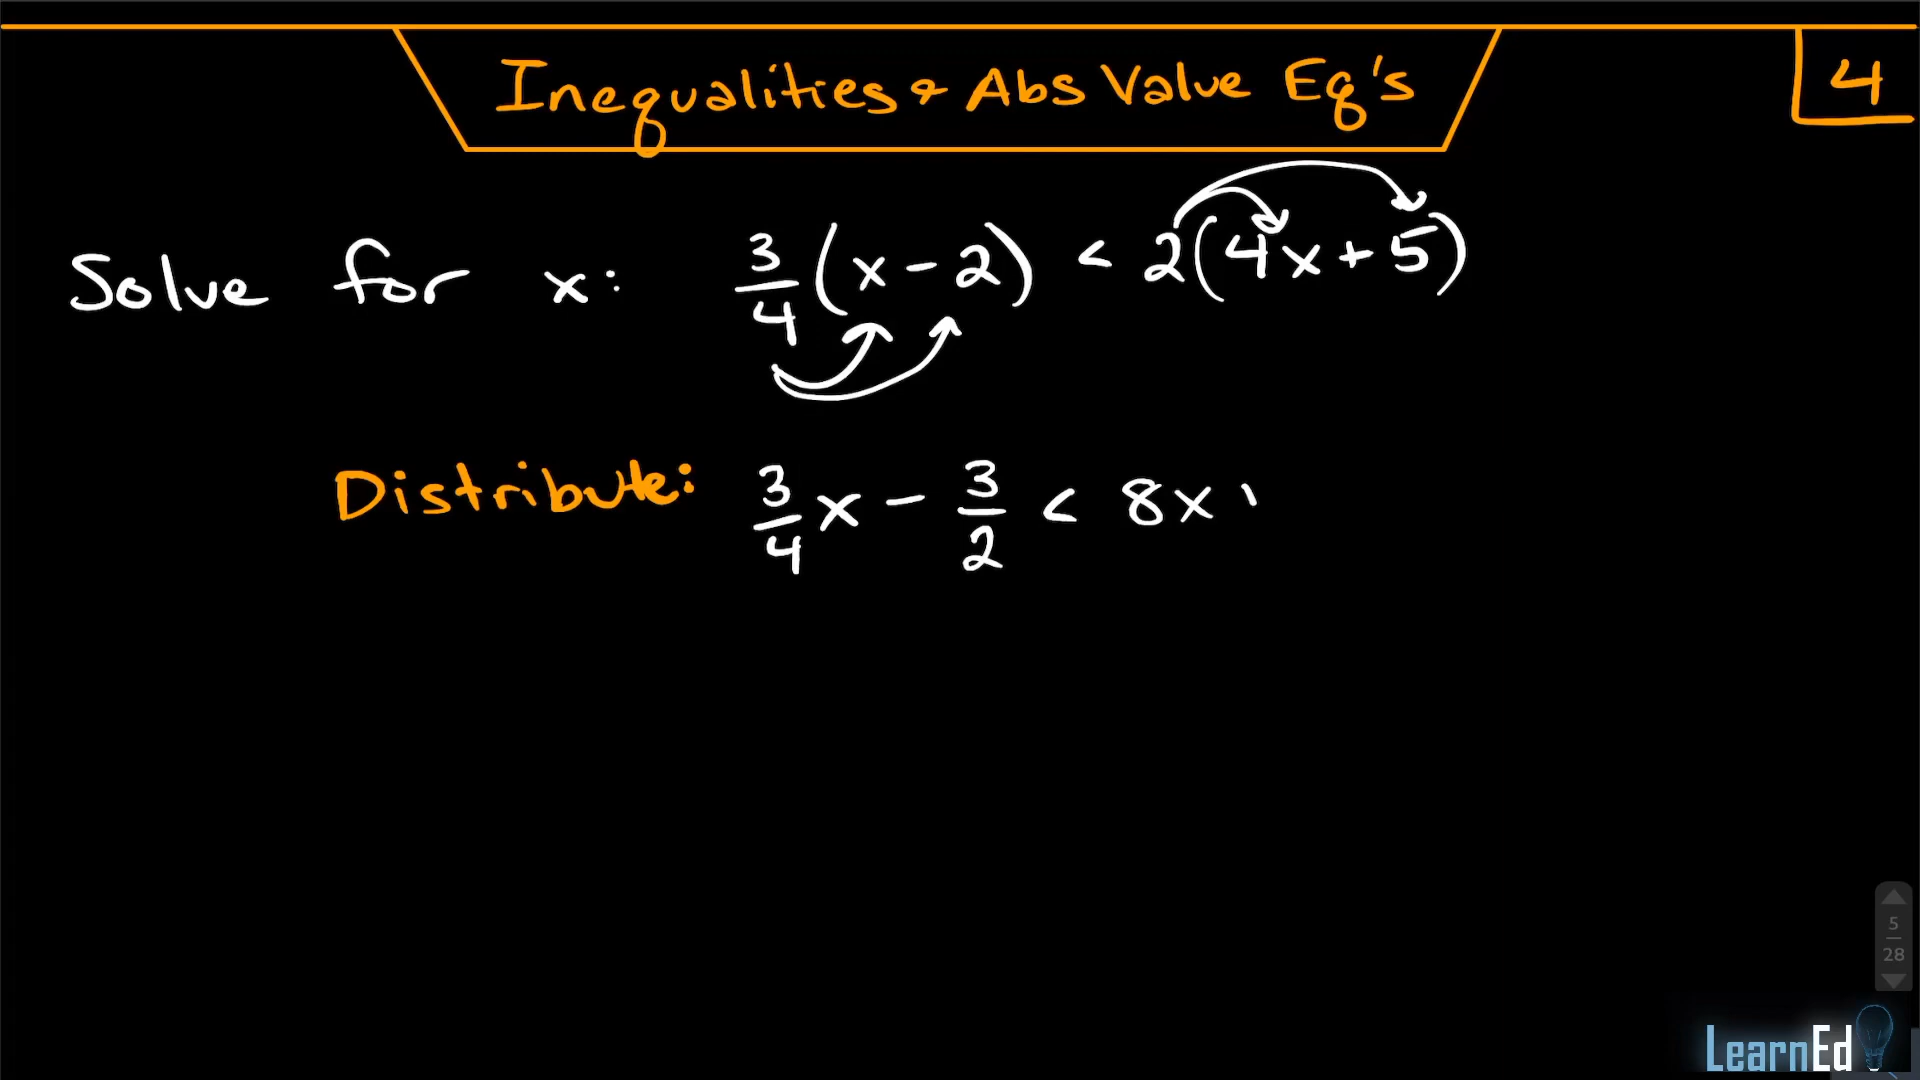 Inequalities & Abs Value Eq's
4
Solve for x: 3/4 (x - 2) < 2(4x + 5)
Distribute: 3/4 x - 3/2 < 8x
5
28
LearnEd